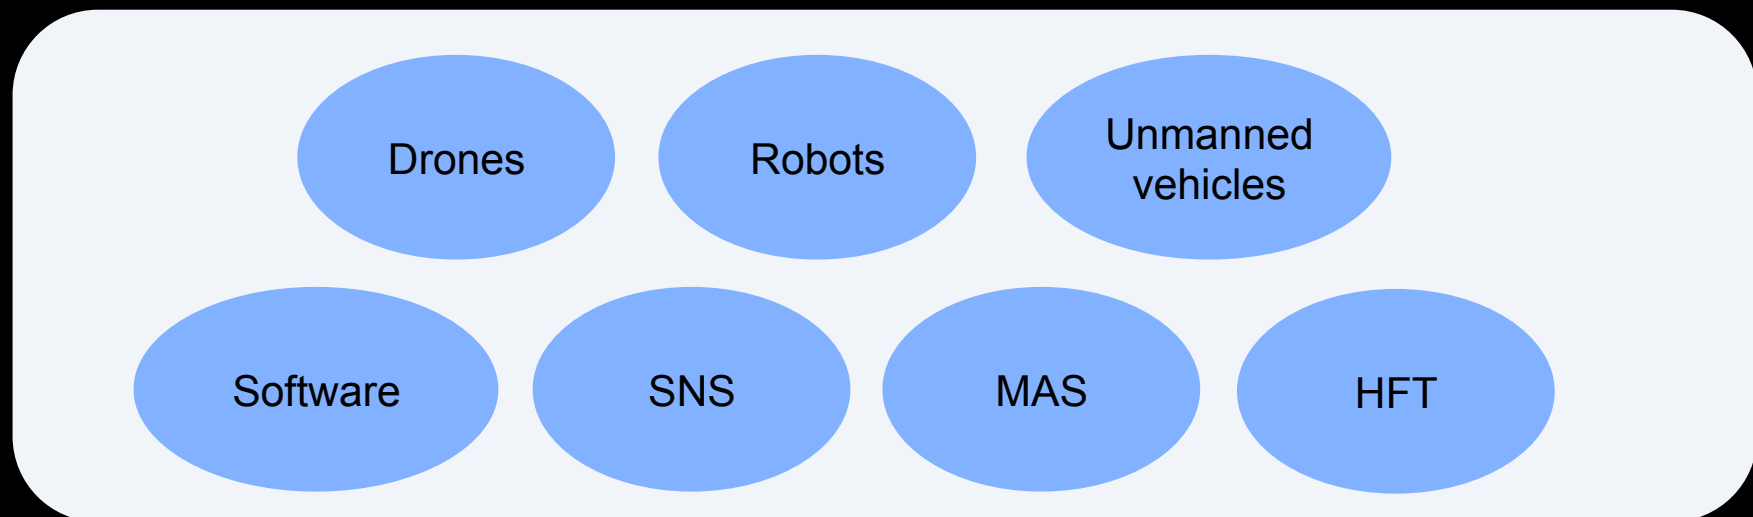 Drones
Robots
Unmanned
vehicles
Software
SNS
MAS
HFT